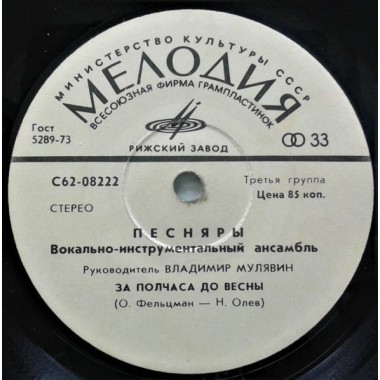 МИНИСТЕРСТВО КУЛЬТУРЫ СССР
МЕЛОДИЯ
ВСЕСОЮЗНАЯ ФИРМА ГРАМПЛАСТИНОК
Гост
5289-73
33
РИЖСКИЙ ЗАВОД
С62-08222
Третья группа
Цена 85 коп.
СТЕРЕО
ПЕСНЯРЫ
Вокально-инструментальный ансамбль
Руководитель ВЛАДИМИР МУЛЯВИН
ЗА ПОЛЧАСА ДО ВЕСНЫ
(О. Фельцман — Н. Олев)